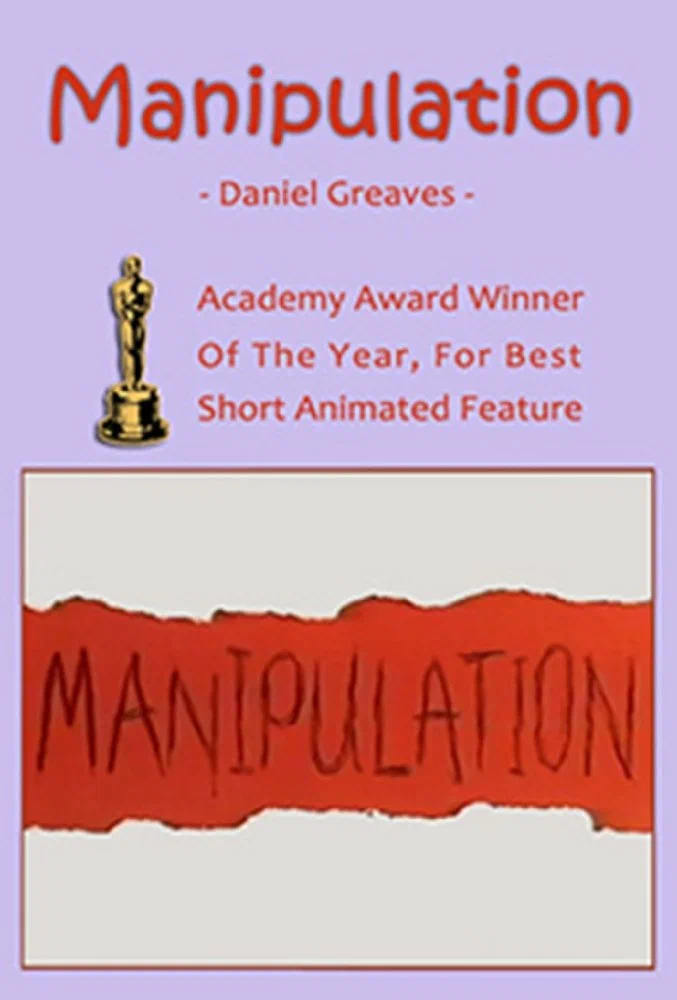 Manipulation
- Daniel Greaves -
Academy Award Winner
Of The Year, For Best
Short Animated Feature
MANIPULATION